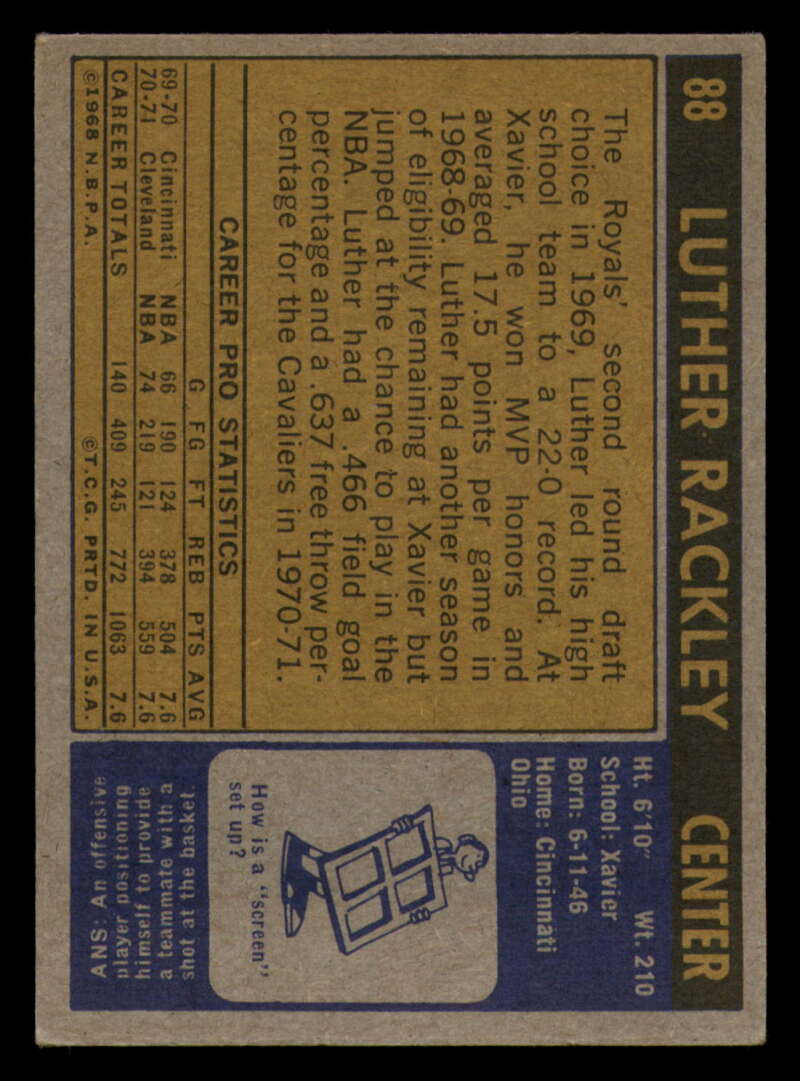 88 LUTHER RACKLEY CENTER
The Royals' second round draft
choice in 1969, Luther led his high
school team to a 22-0 record. At
Xavier, he won MVP honors and
averaged 17.5 points per game in
1968-69. Luther had another season
of eligibility remaining at Xavier but
jumped at the chance to play in the
NBA. Luther had a .466 field goal
percentage and a .637 free throw per-
centage for the Cavaliers in 1970-71.
CAREER PRO STATISTICS
G FG FT REB PTS AVG
69-70 Cincinnati NBA 66 190 124 378 504 7.6
70-71 Cleveland NBA 74 219 121 394 559 7.6
CAREER TOTALS 140 409 245 772 1063 7.6
©1968 N.B.P.A. ©T.C.G. PRTD. IN U.S.A.
Ht. 6'10" Wt. 210
School: Xavier
Born: 6-11-46
Home: Cincinnati
Ohio
How is a "screen"
set up?
ANS: An offensive
player positioning
himself to provide
a teammate with a
shot at the basket.